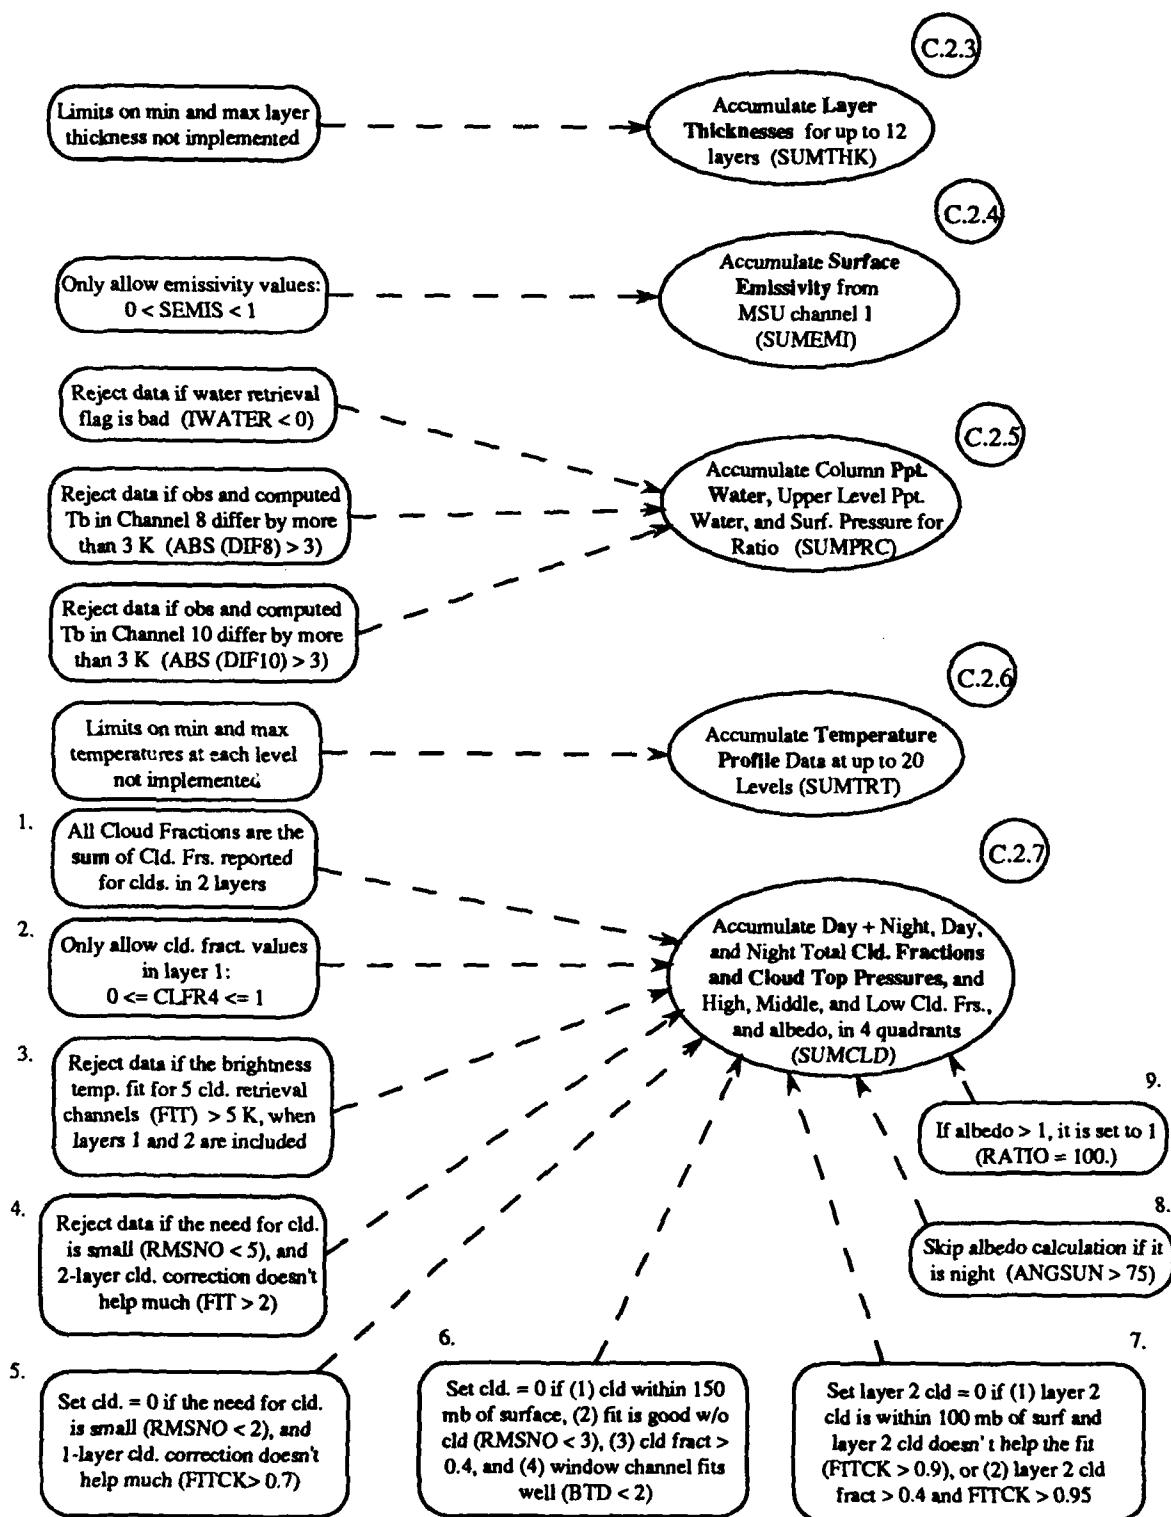 C.2.3
Limits on min and max layer
thickness not implemented
Accumulate Layer
Thicknesses for up to 12
layers (SUMTHK)
C.2.4
Only allow emissivity values:
0 < SEMIS < 1
Accumulate Surface
Emissivity from
MSU channel 1
(SUMEMI)
Reject data if water retrieval
flag is bad (IWATER < 0)
C.2.5
Reject data if obs and computed
Tb in Channel 8 differ by more
than 3 K (ABS (DIF8) > 3)
Accumulate Column Ppt.
Water, Upper Level Ppt.
Water, and Surf. Pressure for
Ratio (SUMPRC)
Reject data if obs and computed
Tb in Channel 10 differ by more
than 3 K (ABS (DIF10) > 3)
C.2.6
Limits on min and max
temperatures at each level
not implemented
Accumulate Temperature
Profile Data at up to 20
Levels (SUMTRT)
1.
All Cloud Fractions are the
sum of Cld. Frs. reported
for clds. in 2 layers
C.2.7
2.
Only allow cld. fract. values
in layer 1:
0 <= CLFR4 <= 1
Accumulate Day + Night, Day,
and Night Total Cld. Fractions
and Cloud Top Pressures, and
High, Middle, and Low Cld. Frs.,
and albedo, in 4 quadrants
(SUMCLD)
3.
Reject data if the brightness
temp. fit for 5 cld. retrieval
channels (FIT) > 5 K, when
layers 1 and 2 are included
9.
If albedo > 1, it is set to 1
(RATIO = 100.)
4.
Reject data if the need for cld.
is small (RMSNO < 5), and
2-layer cld. correction doesn't
help much (FIT > 2)
8.
Skip albedo calculation if it
is night (ANGSUN > 75)
5.
Set cld. = 0 if the need for cld.
is small (RMSNO < 2), and
1-layer cld. correction doesn't
help much (FITCK> 0.7)
6.
Set cld. = 0 if (1) cld within 150
mb of surface, (2) fit is good w/o
cld (RMSNO < 3), (3) cld fract >
0.4, and (4) window channel fits
well (BTD < 2)
7.
Set layer 2 cld = 0 if (1) layer 2
cld is within 100 mb of surf and
layer 2 cld doesn't help the fit
(FITCK > 0.9), or (2) layer 2 cld
fract > 0.4 and FITCK > 0.95